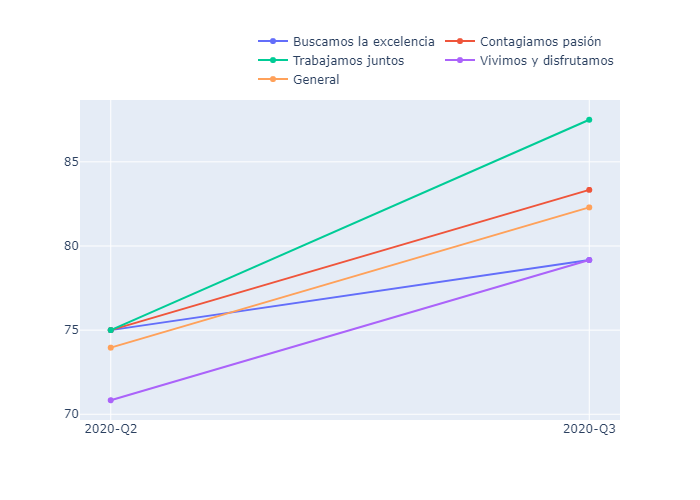 Buscamos la excelencia Contagiamos pasión
Trabajamos juntos Vivimos y disfrutamos
General
85
80
75
70
2020-Q2 2020-Q3